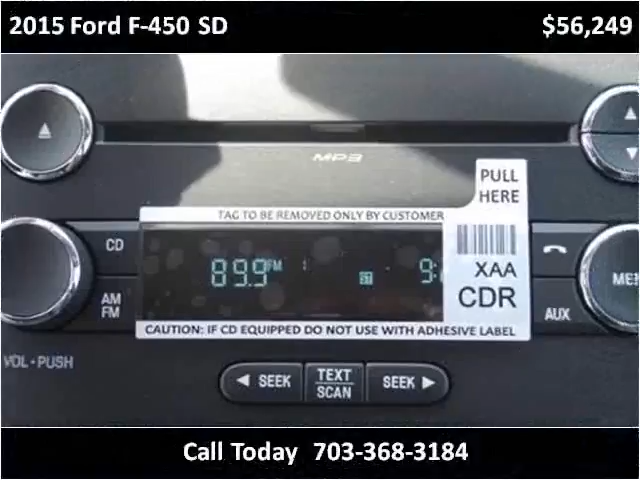 2015 Ford F-450 SD $56,249
MP3
PULL
HERE
TAG TO BE REMOVED ONLY BY CUSTOMER
CD
89.9 FM
ST
XAA
CDR
AM
FM
AUX
CAUTION: IF CD EQUIPPED DO NOT USE WITH ADHESIVE LABEL
VOL-PUSH
SEEK
TEXT
SCAN
SEEK
Call Today 703-368-3184